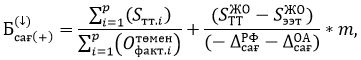 Б_{сағ(+)}^{(↓)} = \frac{\sum_{i=1}^{p}(S_{тт.i})}{\sum_{i=1}^{p}(O_{факт.i}^{төмен})} + \frac{(S_{ТТ}^{ЖО} - S_{ЭЭТ}^{ЖО})}{(-Δ_{сағ}^{РФ} - Δ_{сағ}^{ОА})} * m,